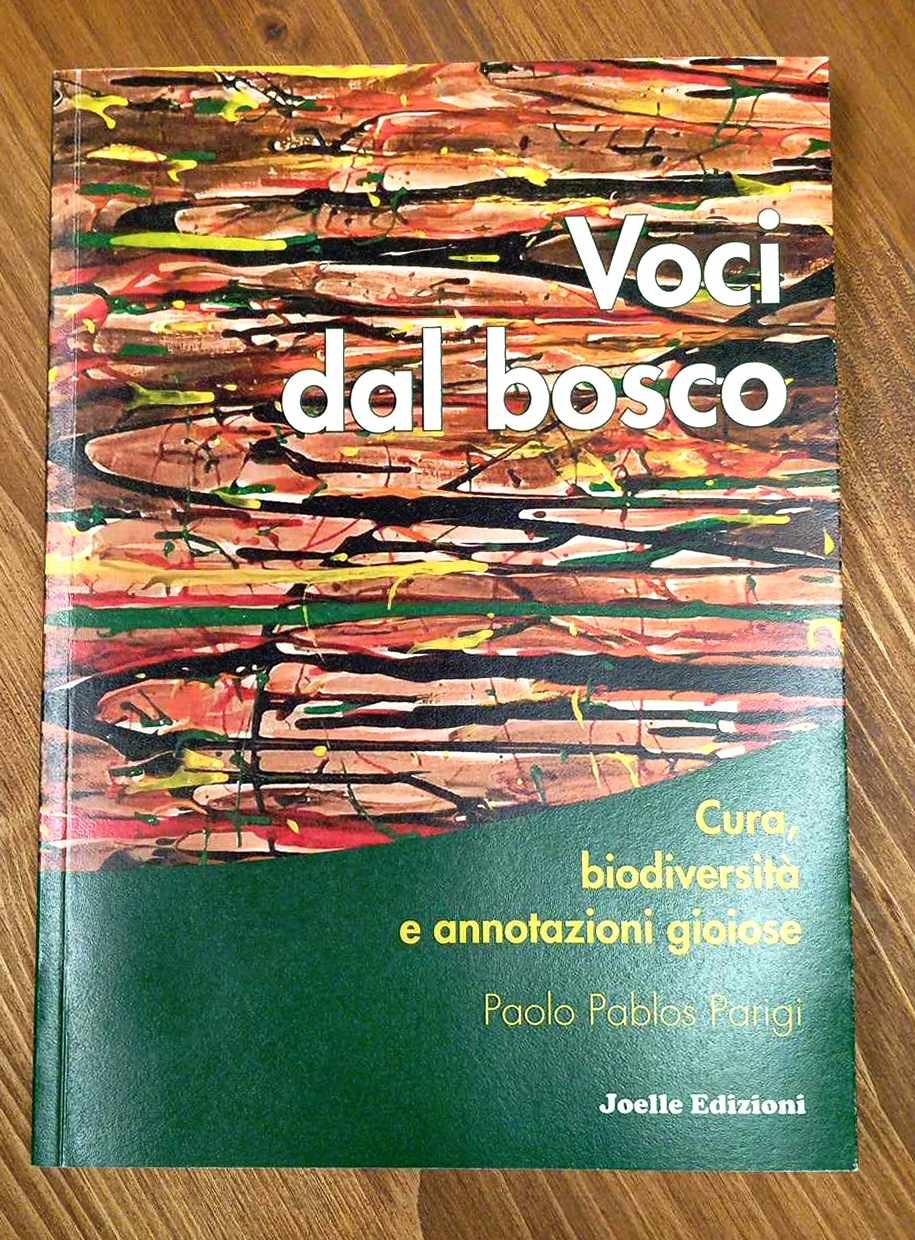 Voci
dal bosco
Cura,
biodiversità
e annotazioni gioiose
Paolo Pablos Parigi
Joelle Edizioni